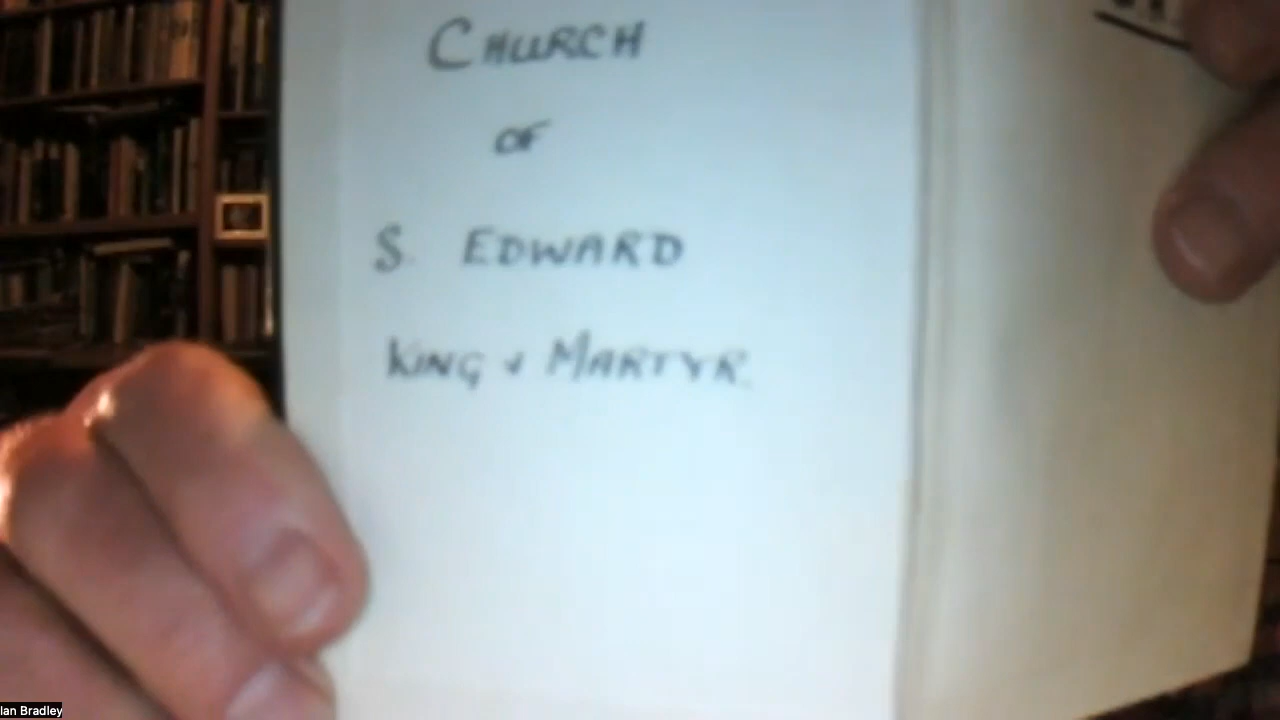 CHURCH
OF
S. EDWARD
KING & MARTYR.
Ian Bradley